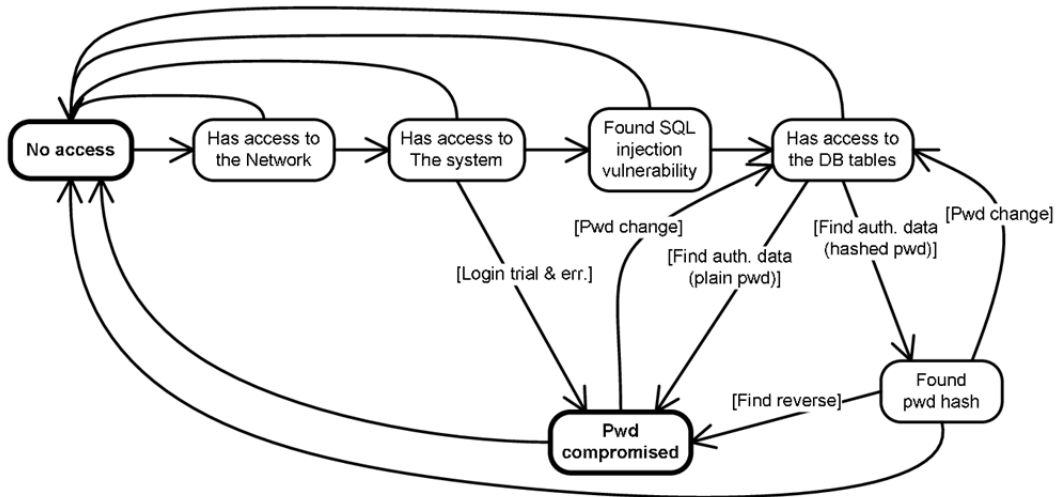 No access
Has access to
the Network
Has access to
The system
Found SQL
injection
vulnerability
Has access to
the DB tables
[Pwd change]
[Pwd change]
[Find auth. data
(plain pwd)]
[Find auth. data
(hashed pwd)]
[Login trial & err.]
Found
pwd hash
[Find reverse]
Pwd
compromised